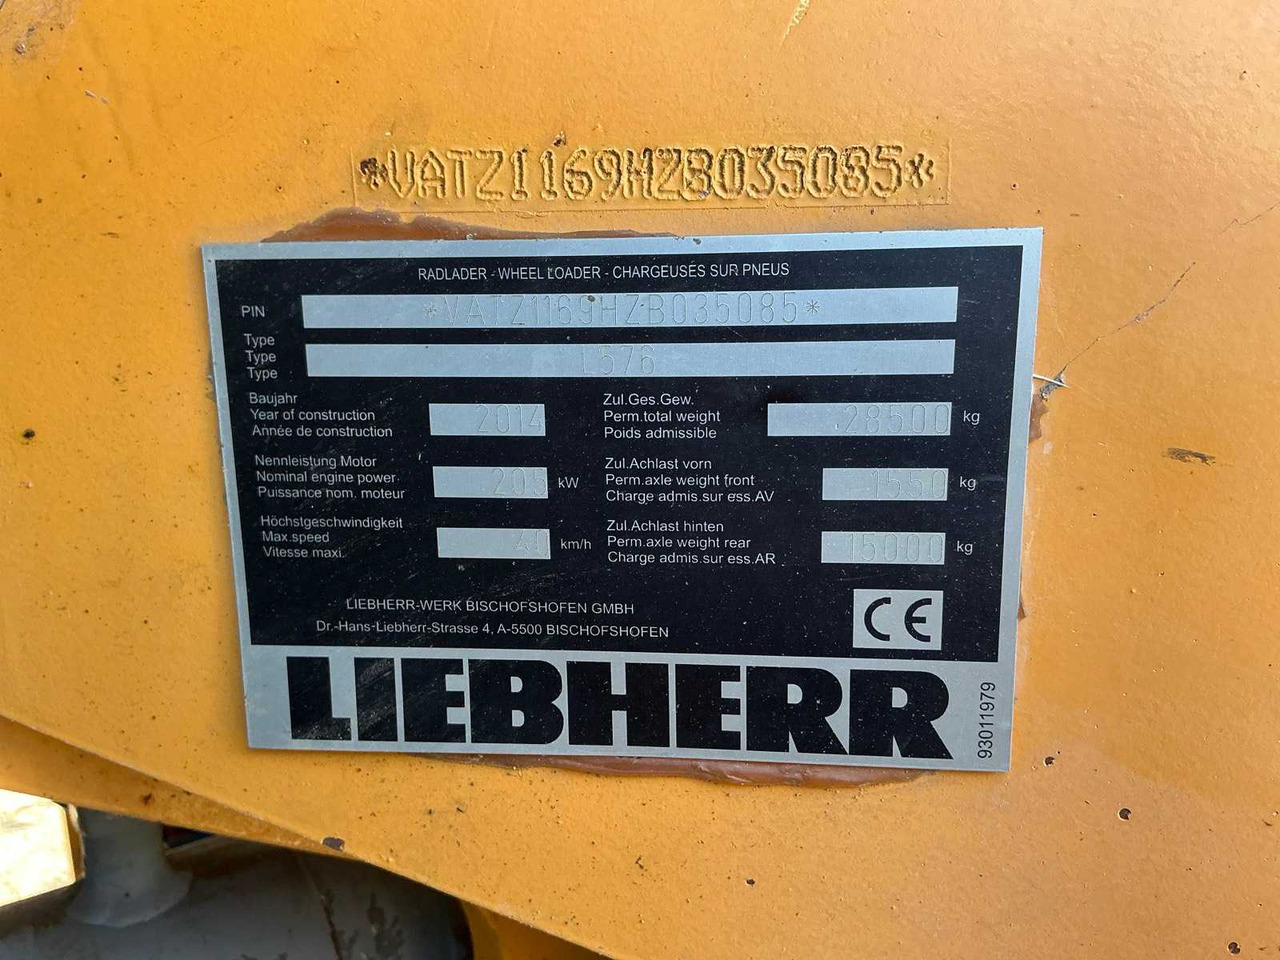 *VATZ1169HZB035085*
RADLADER - WHEEL LOADER - CHARGEUSES SUR PNEUS
PIN *VATZ1169HZB035085*
Type
Type
Type
L576
Baujahr
Year of construction
Année de construction
2014
Zul.Ges.Gew.
Perm.total weight
Poids admissible
28500 kg
Nennleistung Motor
Nominal engine power
Puissance nom. moteur
205 kW
Zul.Achlast vorn
Perm.axle weight front
Charge admis.sur ess.AV
1550 kg
Höchstgeschwindigkeit
Max.speed
Vitesse maxi.
40 km/h
Zul.Achlast hinten
Perm.axle weight rear
Charge admis.sur ess.AR
15000 kg
LIEBHERR-WERK BISCHOFSHOFEN GMBH
Dr.-Hans-Liebherr-Strasse 4, A-5500 BISCHOFSHOFEN
CE
LIEBHERR
93011979